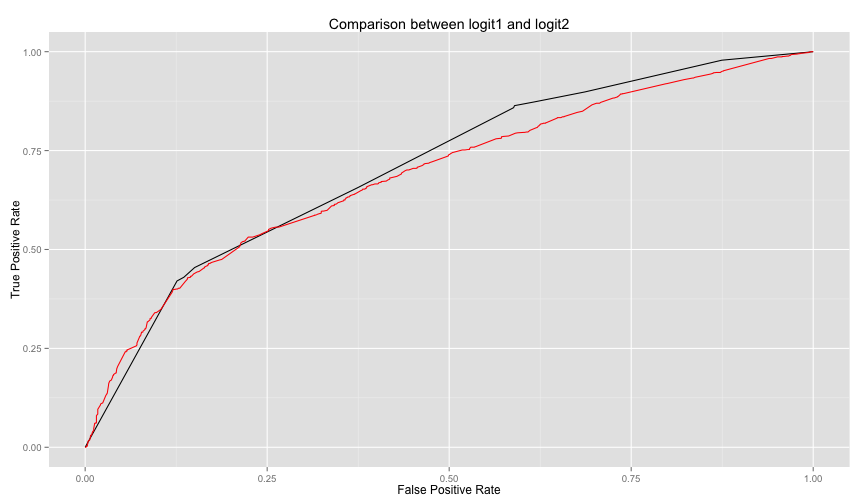 Comparison between logit1 and logit2
1.00
0.75
0.50
0.25
0.00
True Positive Rate
0.00 0.25 0.50 0.75 1.00
False Positive Rate